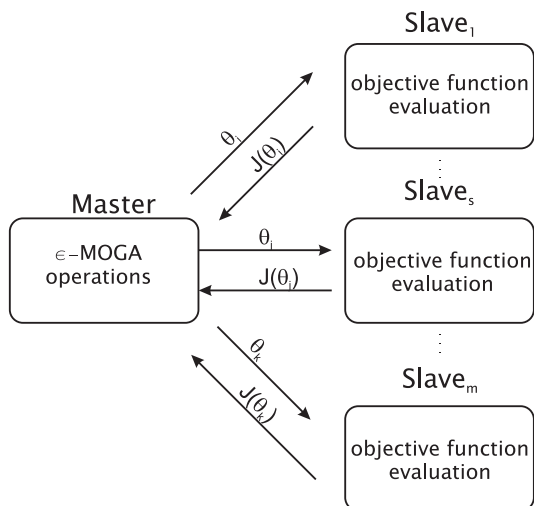 Slave₁
objective function
evaluation
θᵢ
J(θᵢ)
Master
∈-MOGA
operations
Slaveₛ
objective function
evaluation
θⱼ
J(θⱼ)
Slaveₘ
objective function
evaluation
θₖ
J(θₖ)